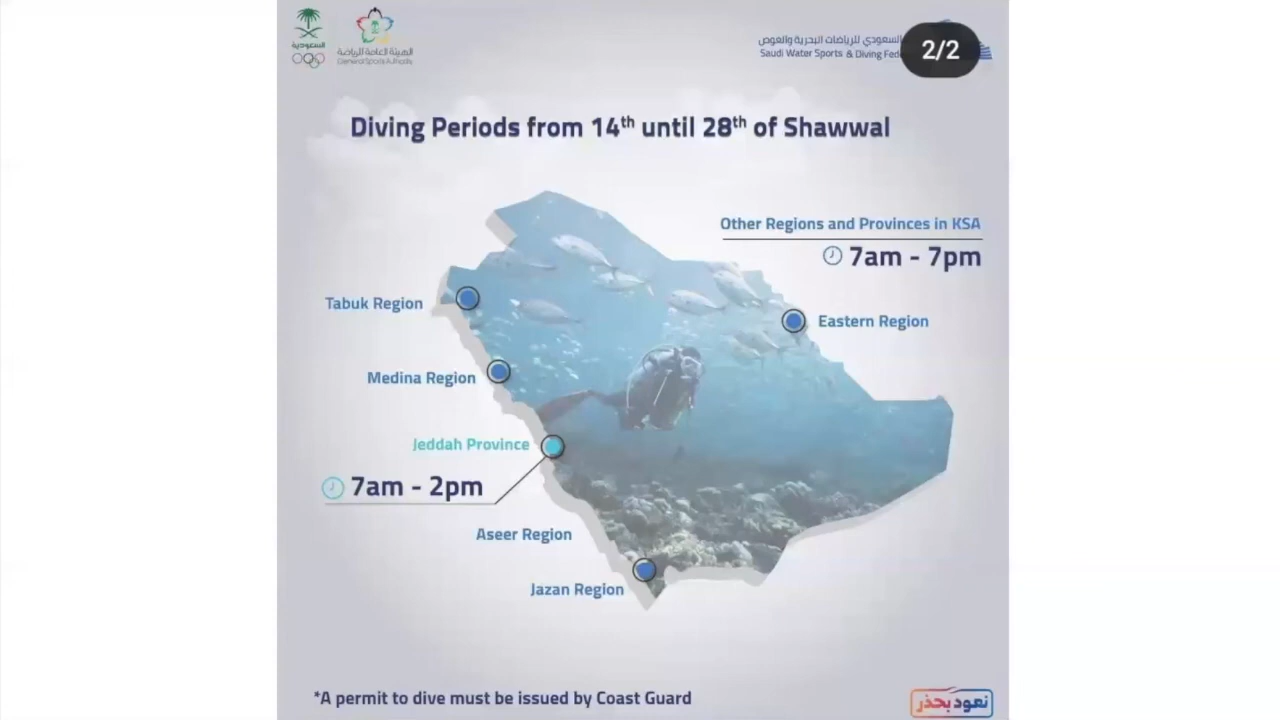 السعودية
الهيئة العامة للرياضة
General Sports Authority
السعودي للرياضات البحرية والغوص
Saudi Water Sports & Diving Fed
2/2
Diving Periods from 14th until 28th of Shawwal
Other Regions and Provinces in KSA
7am - 7pm
Tabuk Region
Eastern Region
Medina Region
Jeddah Province
7am - 2pm
Aseer Region
Jazan Region
*A permit to dive must be issued by Coast Guard
نعود بحذر